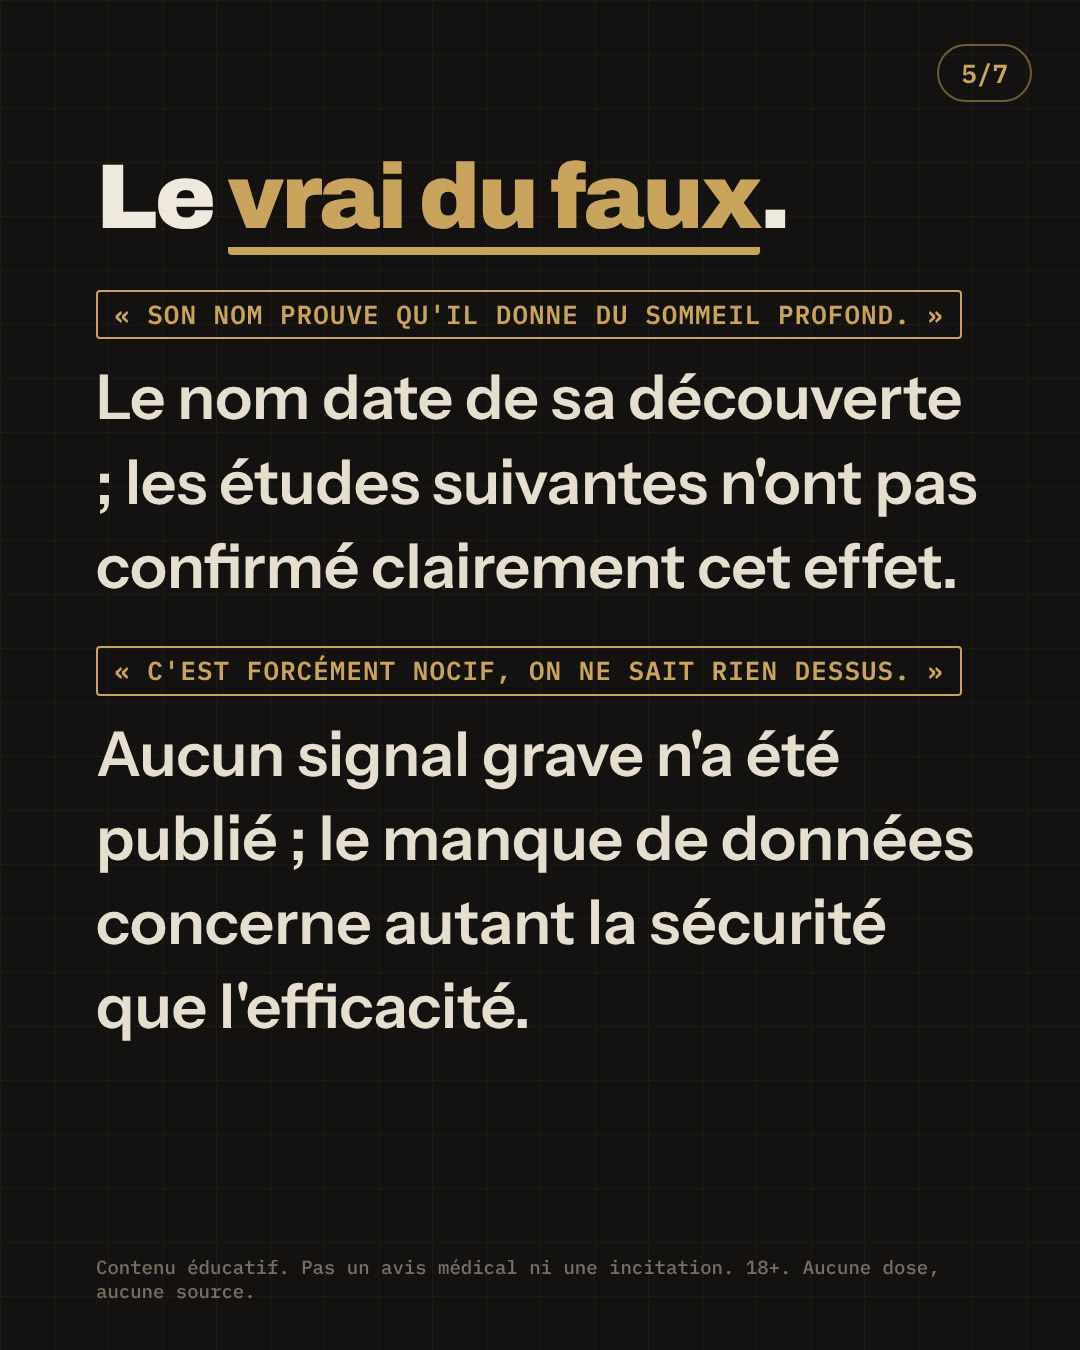 5/7
Le vrai du faux.
« SON NOM PROUVE QU'IL DONNE DU SOMMEIL PROFOND. »
Le nom date de sa découverte
; les études suivantes n'ont pas
confirmé clairement cet effet.
« C'EST FORCÉMENT NOCIF, ON NE SAIT RIEN DESSUS. »
Aucun signal grave n'a été
publié ; le manque de données
concerne autant la sécurité
que l'efficacité.
Contenu éducatif. Pas un avis médical ni une incitation. 18+. Aucune dose,
aucune source.